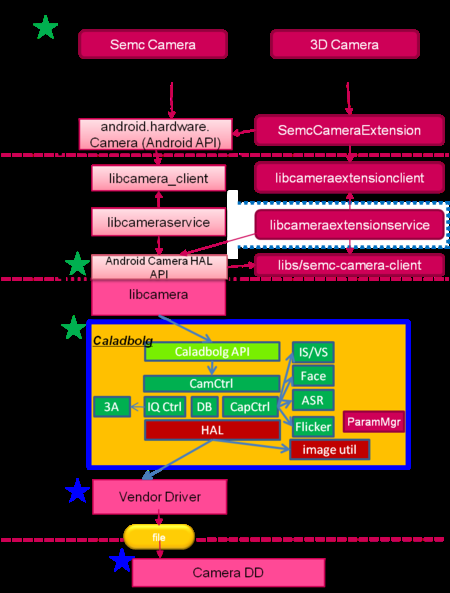 Semc Camera
3D Camera
android.hardware.
Camera (Android API)
SemcCameraExtension
libcamera_client
libcameraextensionclient
libcameraservice
libcameraextensionservice
Android Camera HAL
API
libs/semc-camera-client
libcamera
Caladbolg
Caladbolg API
IS/VS
CamCtrl
Face
3A
IQ Ctrl
DB
CapCtrl
ASR
HAL
Flicker
ParamMgr
image util
Vendor Driver
file
Camera DD